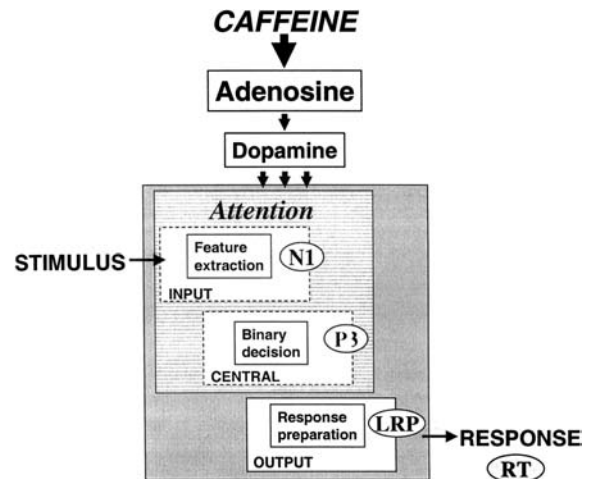 CAFFEINE
Adenosine
Dopamine
Attention
Feature
extraction
N1
STIMULUS
INPUT
Binary
decision
P3
CENTRAL
Response
preparation
LRP
RESPONSE
OUTPUT
RT